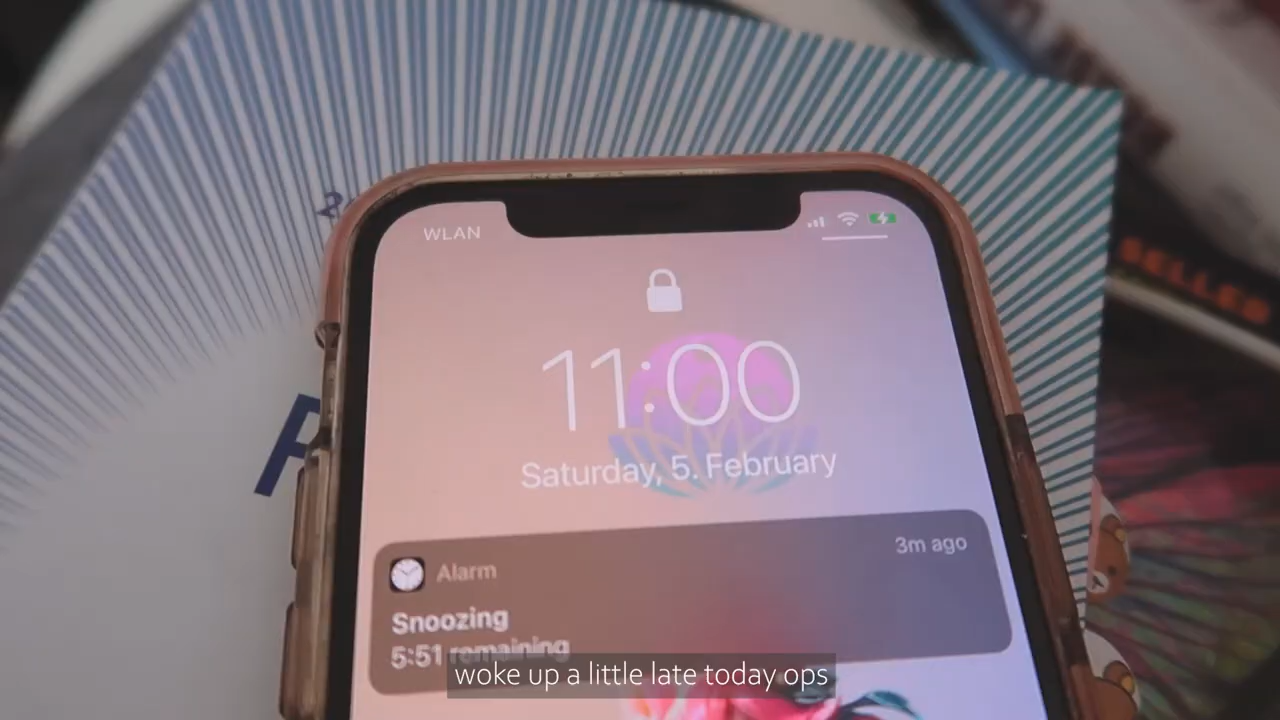 WLAN
11:00
Saturday, 5. February
3m ago
Alarm
Snoozing
5:51 remaining
woke up a little late today ops
SELLER